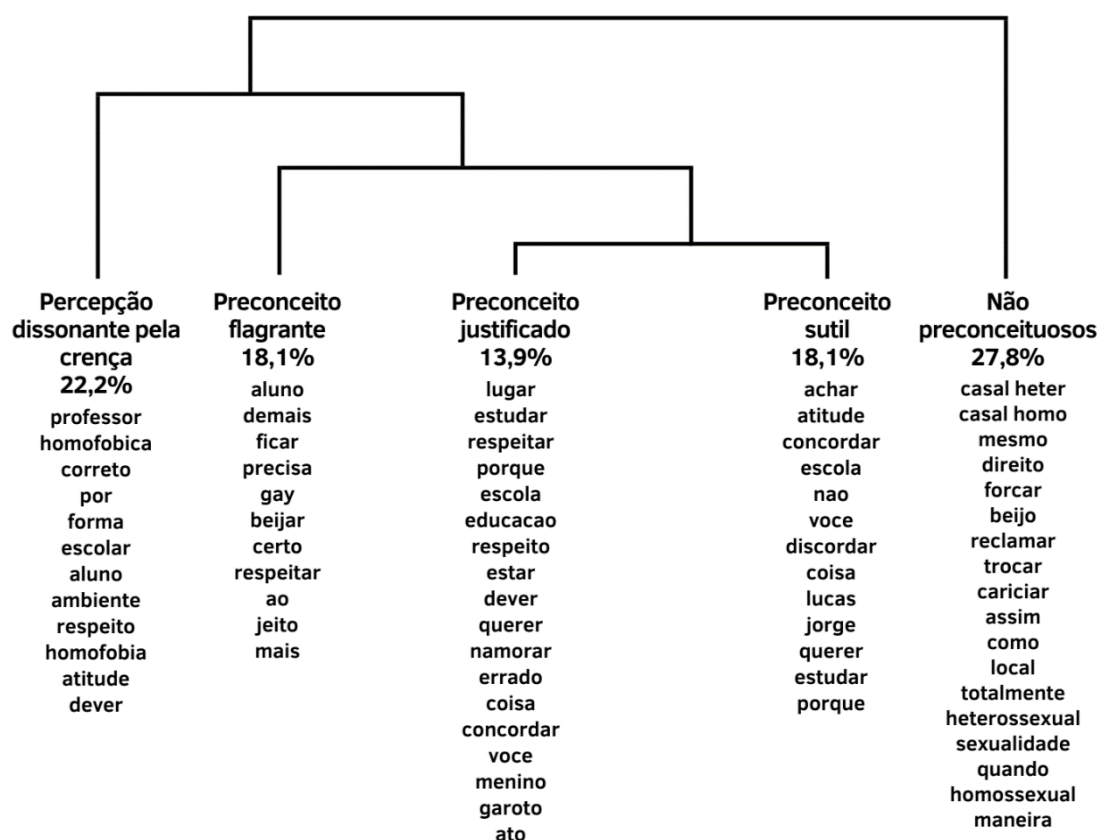 Percepção
dissonante pela
crença
22,2%
professor
homofobica
correto
por
forma
escolar
aluno
ambiente
respeito
homofobia
atitude
dever
Preconceito
flagrante
18,1%
aluno
demais
ficar
precisa
gay
beijar
certo
respeitar
ao
jeito
mais
Preconceito
justificado
13,9%
lugar
estudar
respeitar
porque
escola
educacao
respeito
estar
dever
querer
namorar
errado
coisa
concordar
voce
menino
garoto
ato
Preconceito
sutil
18,1%
achar
atitude
concordar
escola
nao
voce
discordar
coisa
lucas
jorge
querer
estudar
porque
Não
preconceituosos
27,8%
casal heter
casal homo
mesmo
direito
forcar
beijo
reclamar
trocar
cariciar
assim
como
local
totalmente
heterossexual
sexualidade
quando
homossexual
maneira